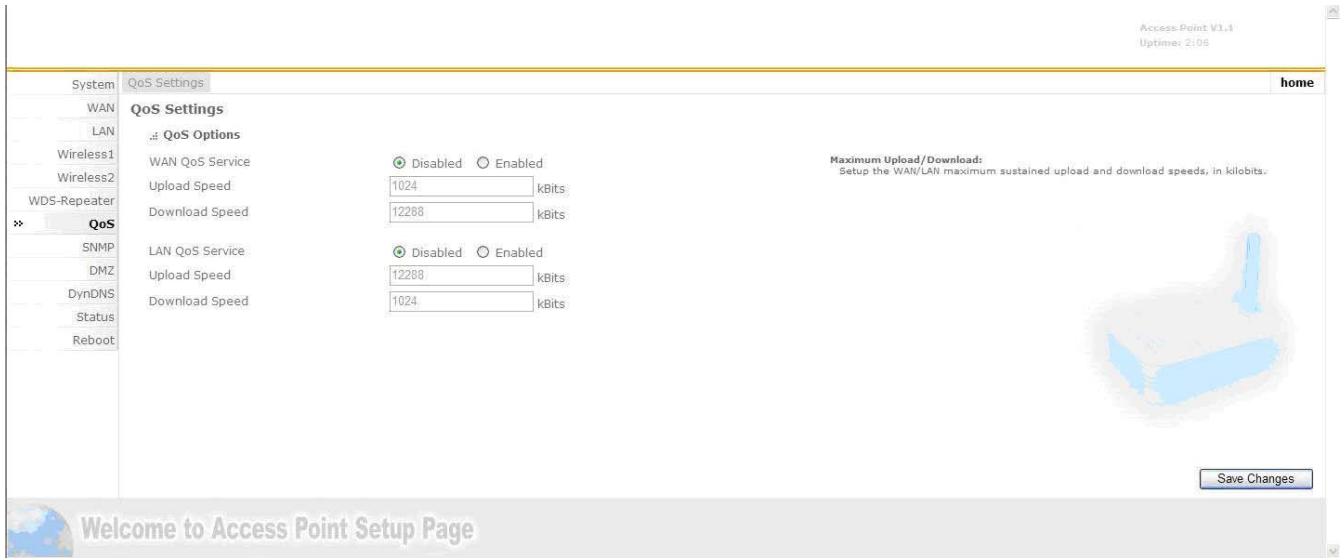 Access Point V1.1
Uptime: 2:06
System
QoS Settings
home
WAN
LAN
Wireless1
Wireless2
WDS-Repeater
»
QoS
SNMP
DMZ
DynDNS
Status
Reboot
QoS Settings
.: QoS Options
WAN QoS Service
Disabled Enabled
Upload Speed
1024 kBits
Download Speed
12288 kBits
LAN QoS Service
Disabled Enabled
Upload Speed
12288 kBits
Download Speed
1024 kBits
Maximum Upload/Download:
Setup the WAN/LAN maximum sustained upload and download speeds, in kilobits.
Save Changes
Welcome to Access Point Setup Page